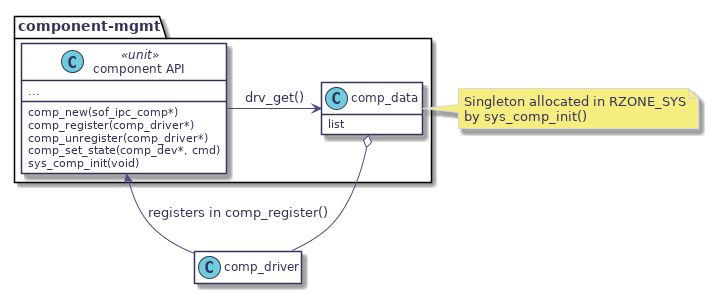 component-mgmt
C «unit»
component API
...
comp_new(sof_ipc_comp*)
comp_register(comp_driver*)
comp_unregister(comp_driver*)
comp_set_state(comp_dev*, cmd)
sys_comp_init(void)
drv_get()
C comp_data
list
Singleton allocated in RZONE_SYS
by sys_comp_init()
registers in comp_register()
C comp_driver